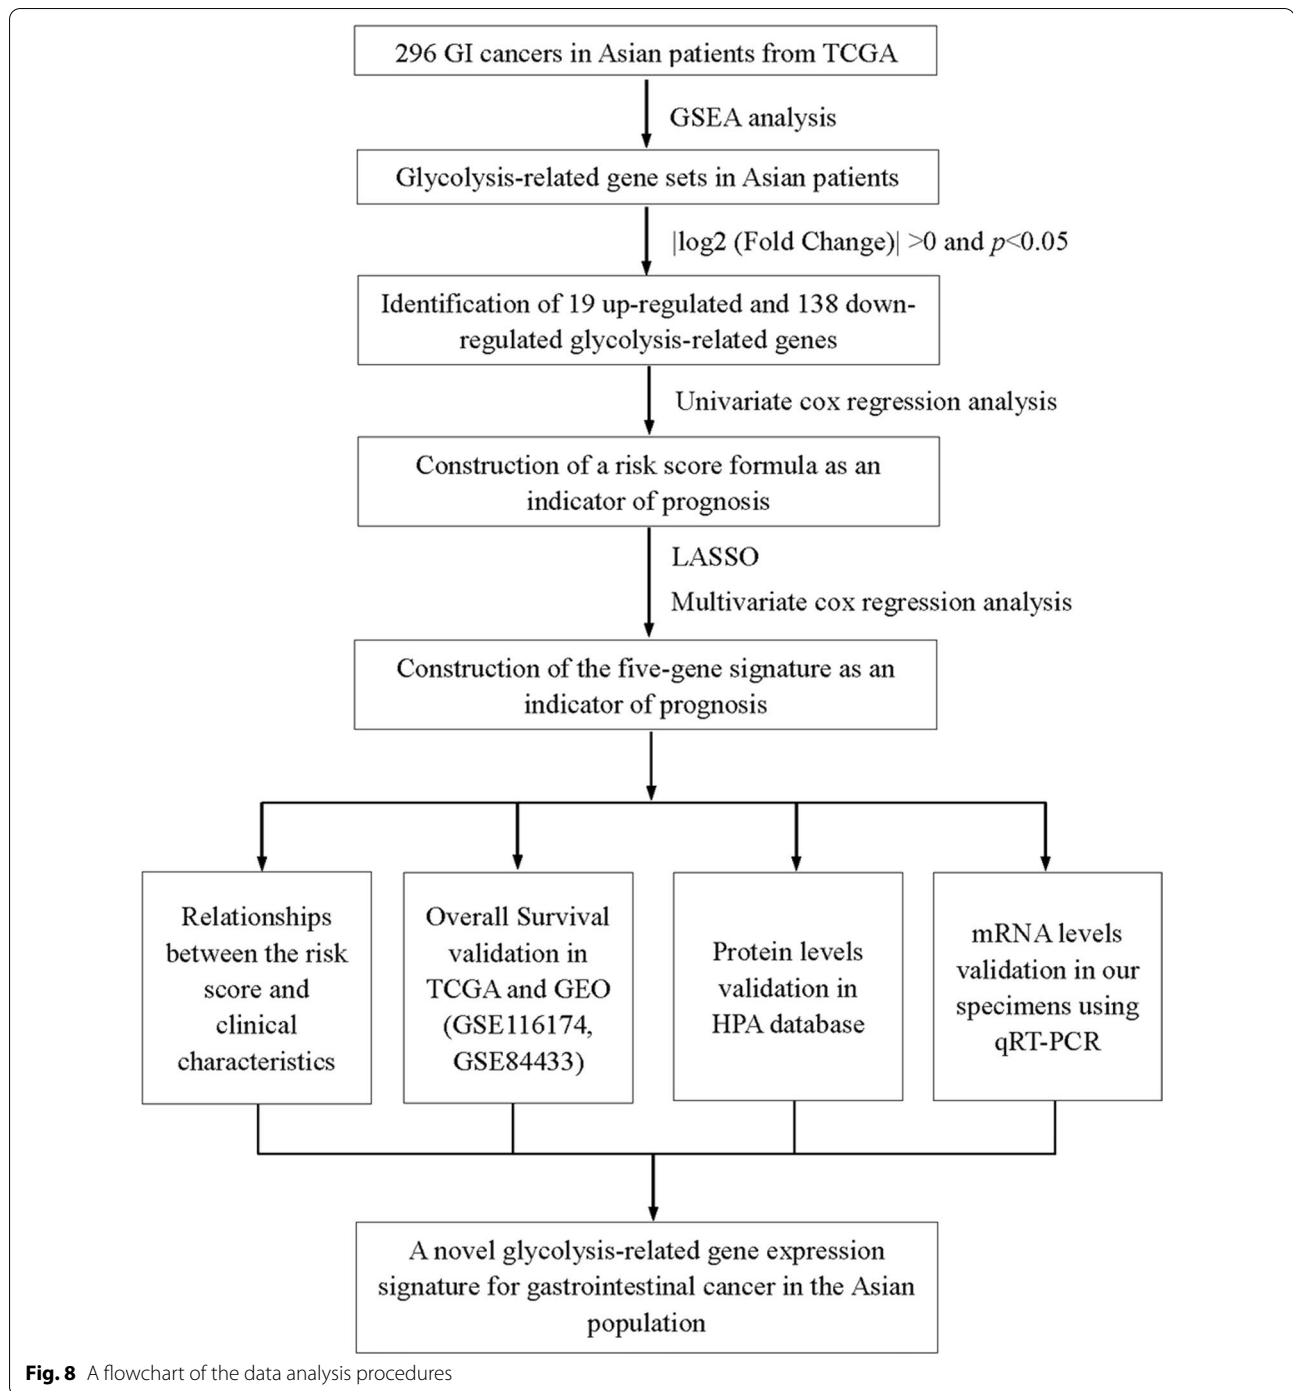 296 GI cancers in Asian patients from TCGA
GSEA analysis
Glycolysis-related gene sets in Asian patients
|log2 (Fold Change)| >0 and p<0.05
Identification of 19 up-regulated and 138 down-
regulated glycolysis-related genes
Univariate cox regression analysis
Construction of a risk score formula as an
indicator of prognosis
LASSO
Multivariate cox regression analysis
Construction of the five-gene signature as an
indicator of prognosis
Relationships
between the risk
score and
clinical
characteristics
Overall Survival
validation in
TCGA and GEO
(GSE116174,
GSE84433)
Protein levels
validation in
HPA database
mRNA levels
validation in our
specimens using
qRT-PCR
A novel glycolysis-related gene expression
signature for gastrointestinal cancer in the Asian
population
Fig. 8 A flowchart of the data analysis procedures